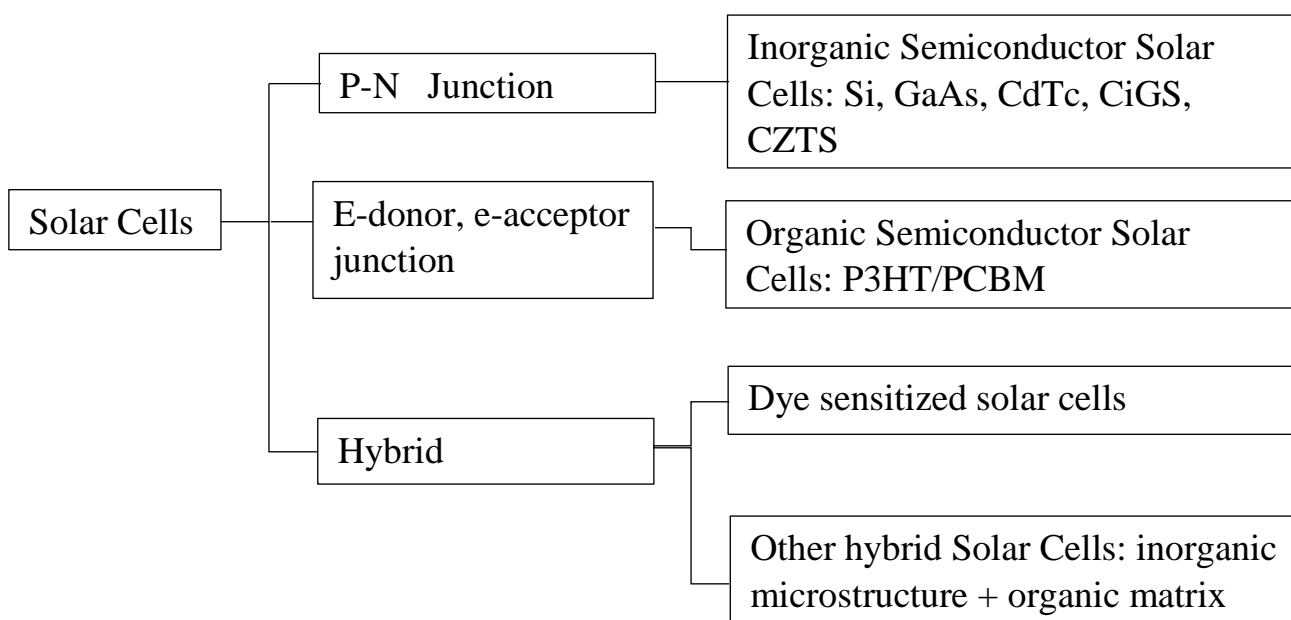 Solar Cells
P-N Junction
Inorganic Semiconductor Solar
Cells: Si, GaAs, CdTc, CiGS,
CZTS
E-donor, e-acceptor
junction
Organic Semiconductor Solar
Cells: P3HT/PCBM
Hybrid
Dye sensitized solar cells
Other hybrid Solar Cells: inorganic
microstructure + organic matrix